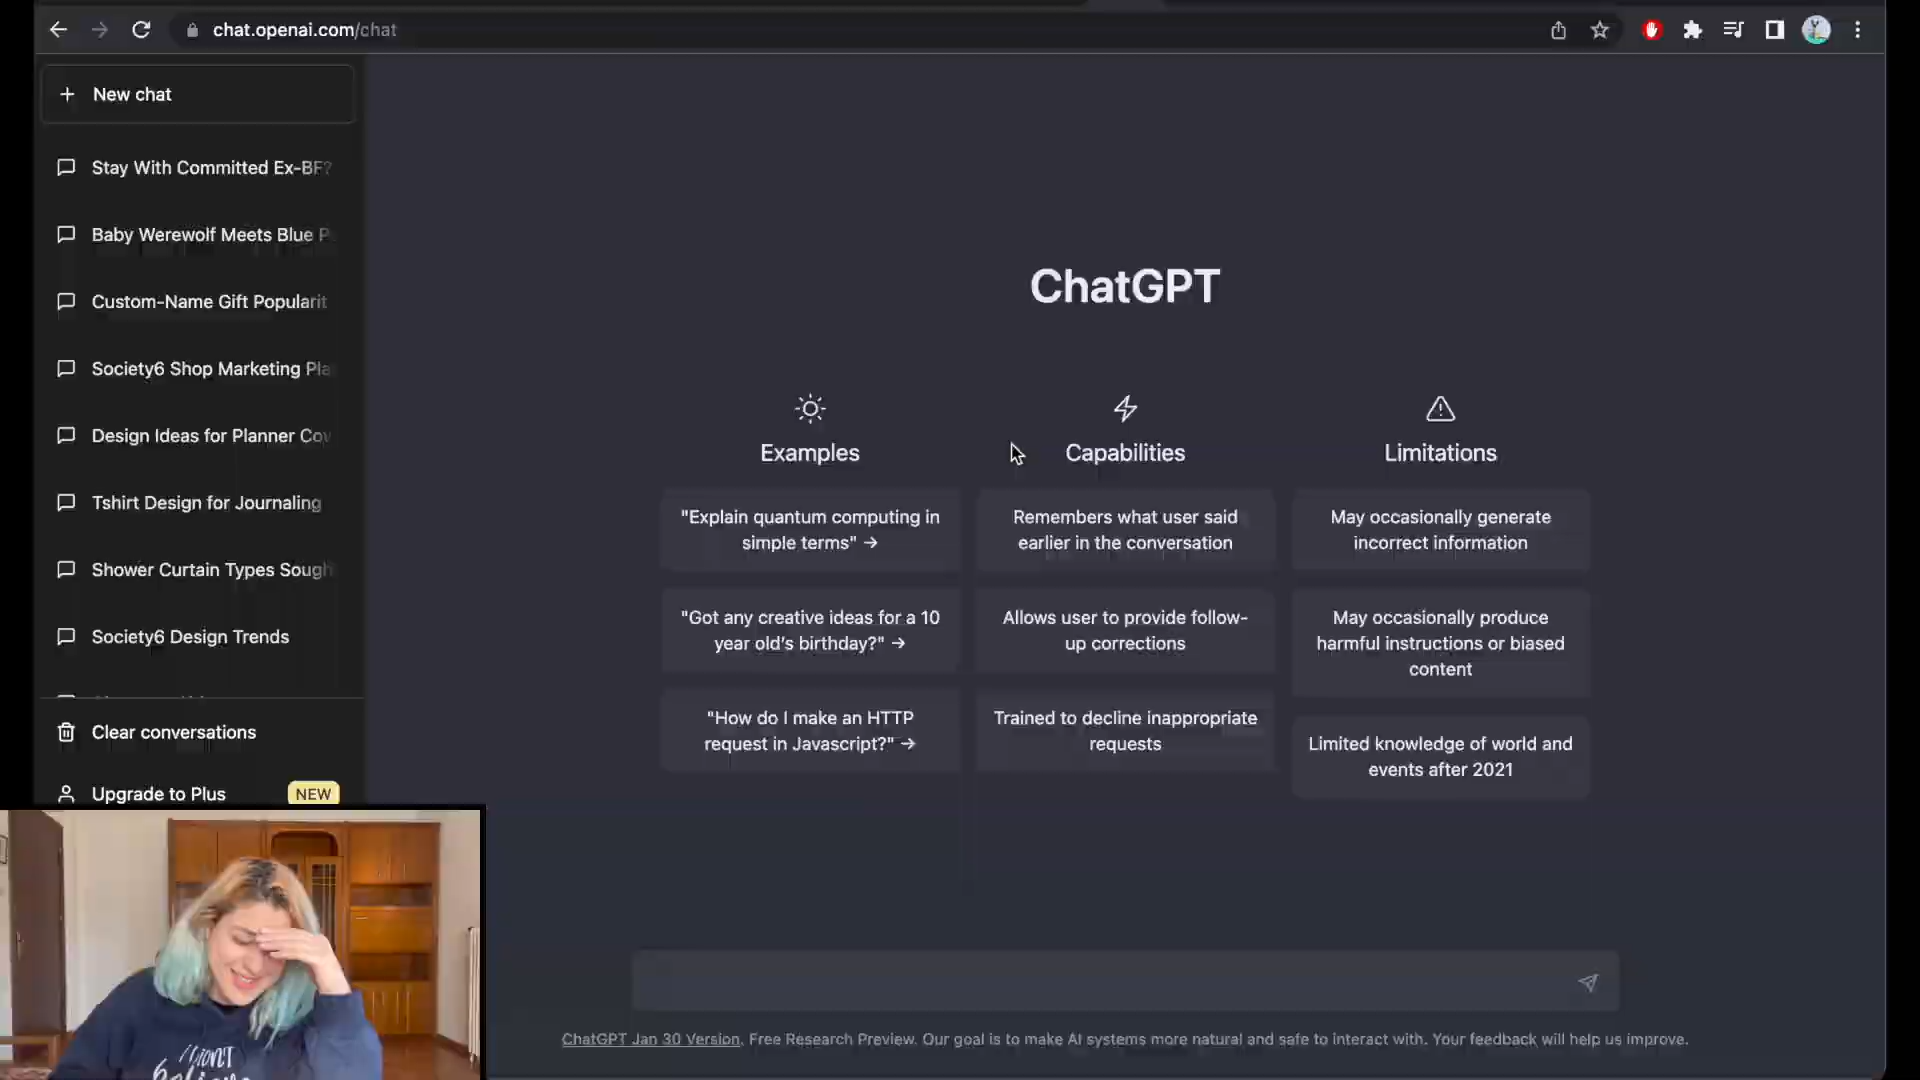 chat.openai.com/chat
New chat
Stay With Committed Ex-BF?
Baby Werewolf Meets Blue P
Custom-Name Gift Popularit
Society6 Shop Marketing Pla
Design Ideas for Planner Cov
Tshirt Design for Journaling
Shower Curtain Types Sough
Society6 Design Trends
Clear conversations
Upgrade to Plus
NEW
ChatGPT
Examples
"Explain quantum computing in
simple terms" →
"Got any creative ideas for a 10
year old's birthday?" →
"How do I make an HTTP
request in Javascript?" →
Capabilities
Remembers what user said
earlier in the conversation
Allows user to provide follow-
up corrections
Trained to decline inappropriate
requests
Limitations
May occasionally generate
incorrect information
May occasionally produce
harmful instructions or biased
content
Limited knowledge of world and
events after 2021
ChatGPT Jan 30 Version. Free Research Preview. Our goal is to make AI systems more natural and safe to interact with. Your feedback will help us improve.